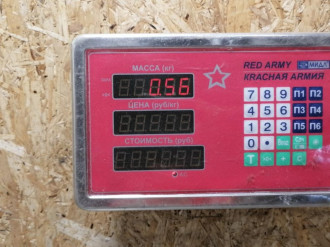 МАССА (кг)
0.56
ЦЕНА (руб/кг)
СТОИМОСТЬ (руб)
RED ARMY МИДЛ
КРАСНАЯ АРМИЯ
7 8 9 П1 П2
4 5 6 П3 П4
1 2 3 П5 П6
0
T C